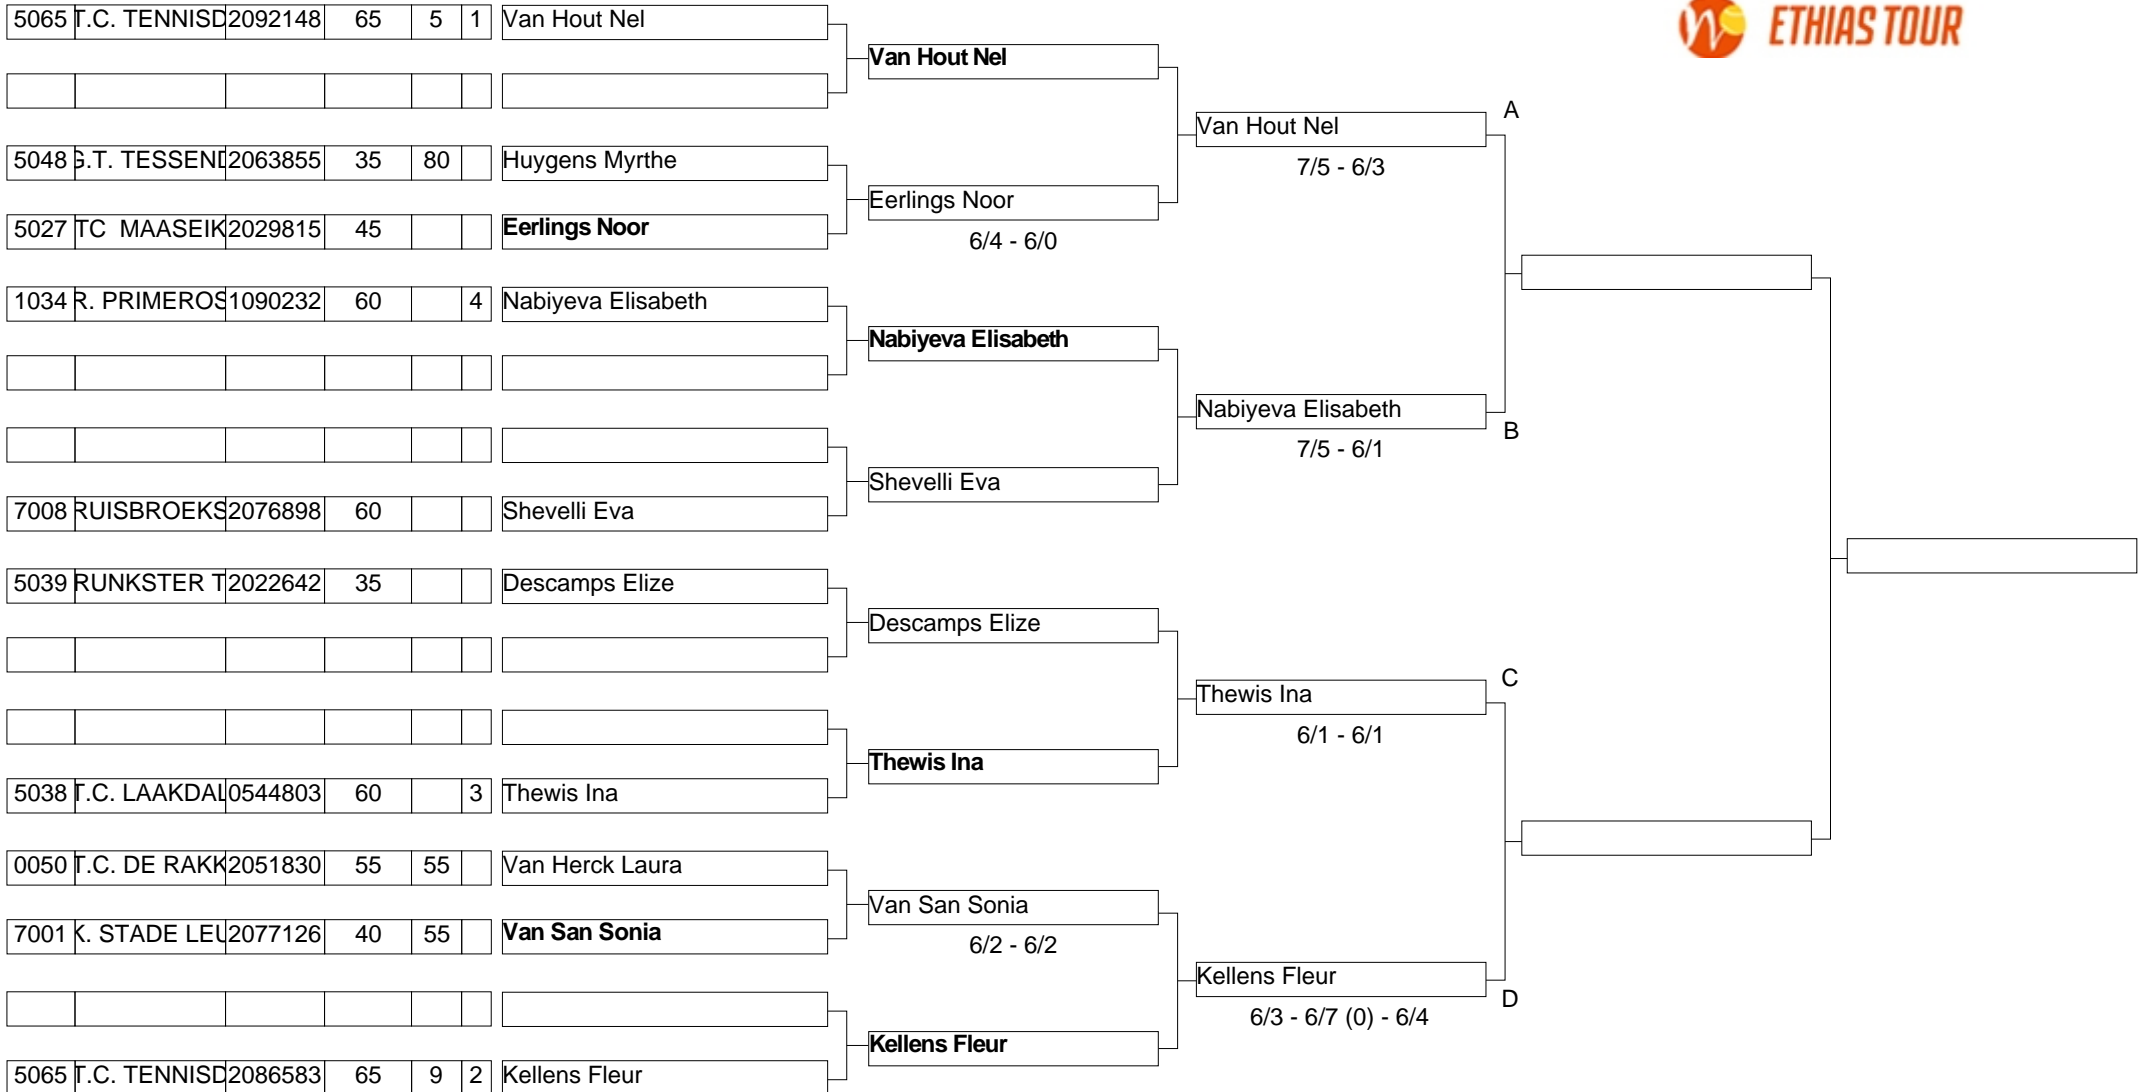 ETHIAS TOUR
5065 T.C. TENNISD 2092148 65 5 1 Van Hout Nel
Van Hout Nel
Van Hout Nel
A
7/5 - 6/3
5048 G.T. TESSEND 2063855 35 80 Huygens Myrthe
Eerlings Noor
6/4 - 6/0
5027 TC MAASEIK 2029815 45 Eerlings Noor
1034 R. PRIMEROS 1090232 60 4 Nabiyeva Elisabeth
Nabiyeva Elisabeth
Nabiyeva Elisabeth
B
7/5 - 6/1
Shevelli Eva
7008 RUISBROEKS 2076898 60 Shevelli Eva
5039 RUNKSTER T 2022642 35 Descamps Elize
Descamps Elize
Thewis Ina
C
6/1 - 6/1
Thewis Ina
5038 T.C. LAAKDAL 0544803 60 3 Thewis Ina
0050 T.C. DE RAKK 2051830 55 55 Van Herck Laura
Van San Sonia
6/2 - 6/2
7001 K. STADE LEU 2077126 40 55 Van San Sonia
Kellens Fleur
D
6/3 - 6/7 (0) - 6/4
Kellens Fleur
5065 T.C. TENNISD 2086583 65 9 2 Kellens Fleur